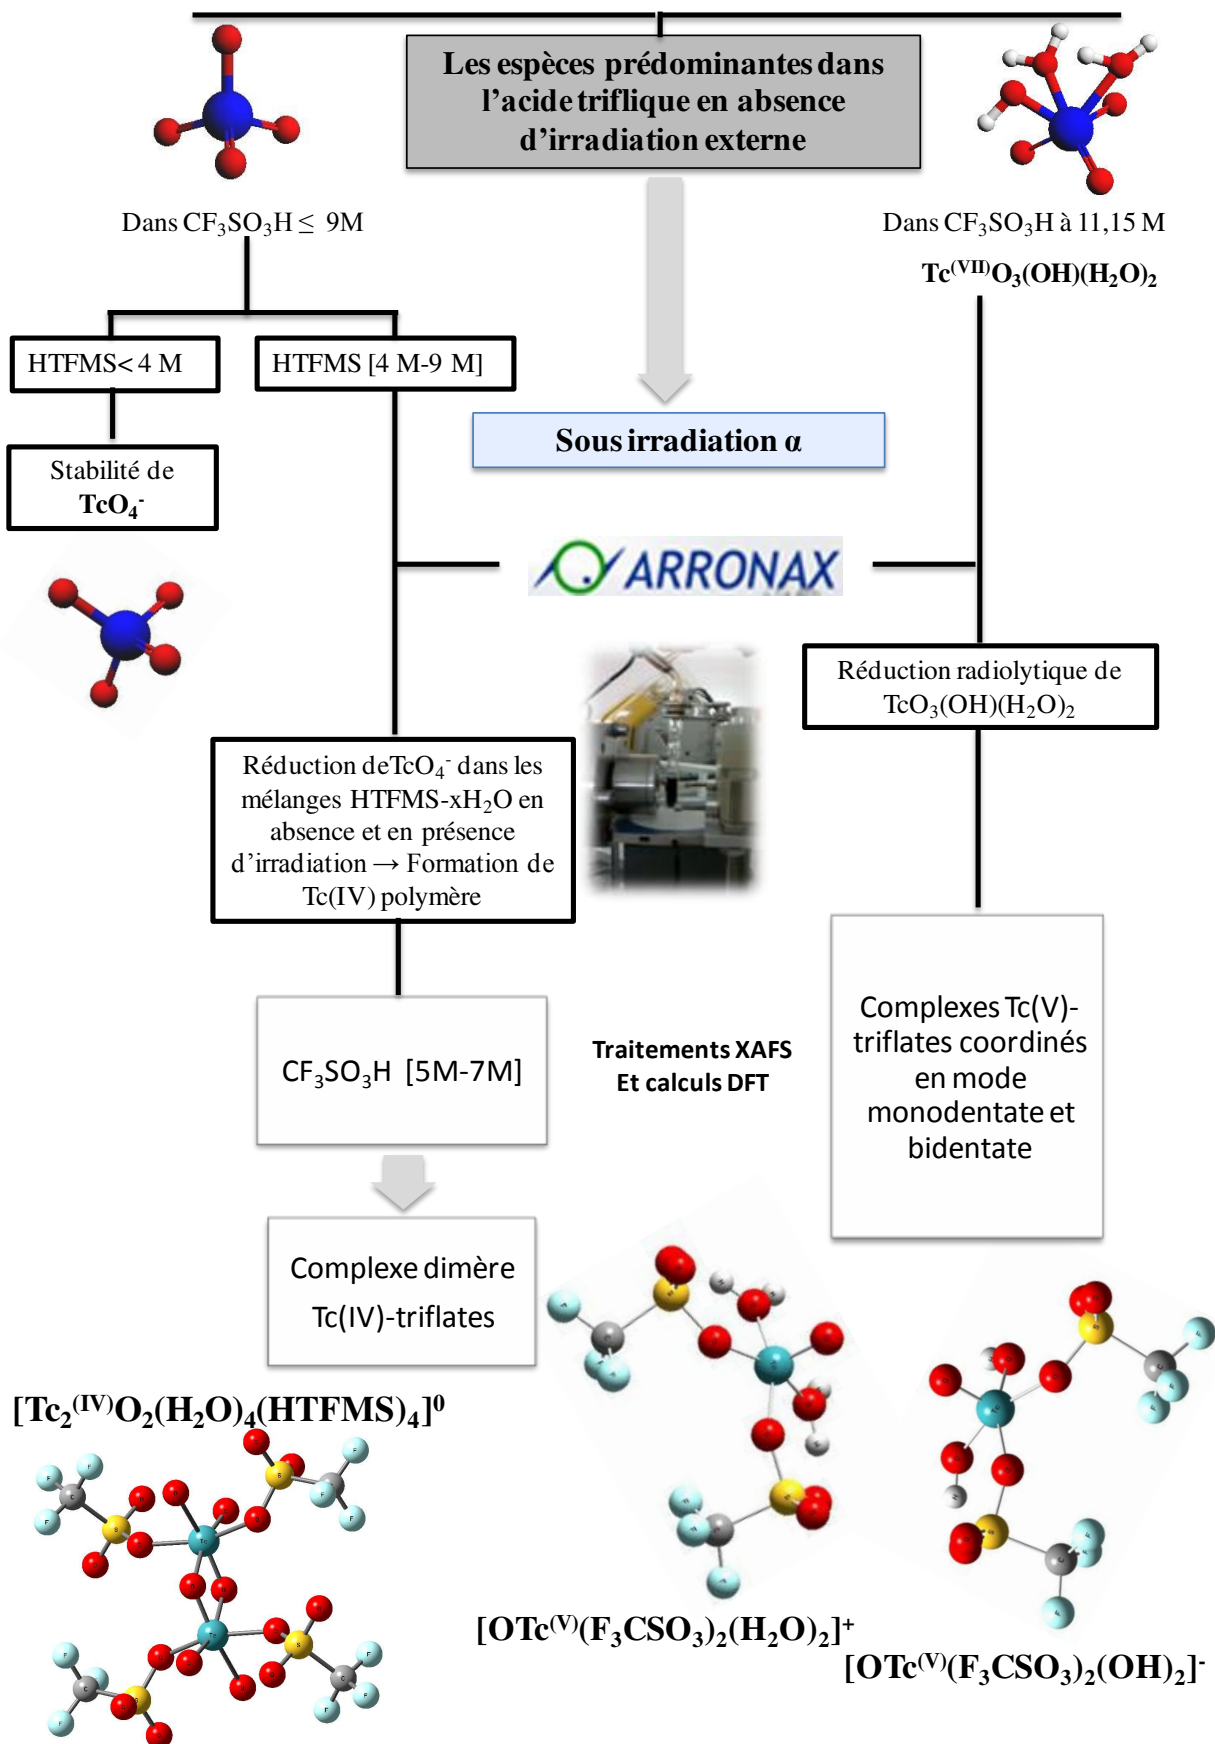 Les espèces prédominantes dans
l'acide triflique en absence
d'irradiation externe
Dans CF₃SO₃H ≤ 9M
Dans CF₃SO₃H à 11,15 M
Tc⁽ⱽᴵᴵ⁾O₃(OH)(H₂O)₂
HTFMS< 4 M
HTFMS [4 M-9 M]
Sous irradiation α
Stabilité de
TcO₄⁻
ARRONAX
Réduction radiolytique de
TcO₃(OH)(H₂O)₂
Réduction deTcO₄⁻ dans les
mélanges HTFMS-xH₂O en
absence et en présence
d'irradiation → Formation de
Tc(IV) polymère
CF₃SO₃H [5M-7M]
Traitements XAFS
Et calculs DFT
Complexes Tc(V)-
triflates coordinés
en mode
monodentate et
bidentate
Complexe dimère
Tc(IV)-triflates
[Tc₂⁽ᴵⱽ⁾O₂(H₂O)₄(HTFMS)₄]⁰
[OTc⁽ⱽ⁾(F₃CSO₃)₂(H₂O)₂]⁺
[OTc⁽ⱽ⁾(F₃CSO₃)₂(OH)₂]⁻